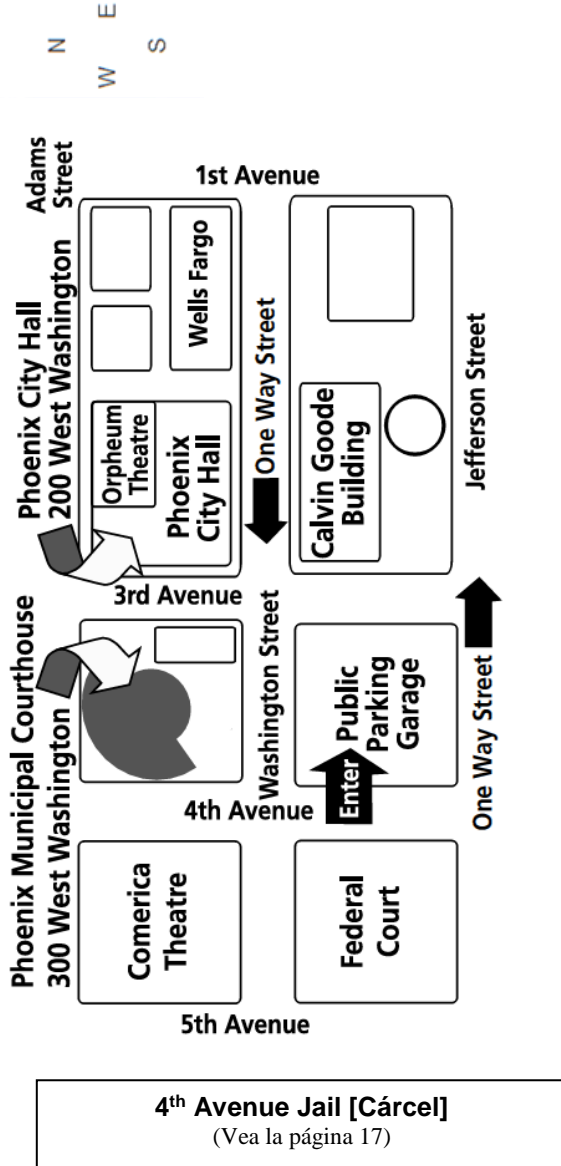 N
E
W
S
Phoenix Municipal Courthouse
300 West Washington
Phoenix City Hall
200 West Washington
Adams
Street
Comerica
Theatre
Orpheum
Theatre
Phoenix
City Hall
Wells Fargo
5th Avenue
4th Avenue
3rd Avenue
1st Avenue
Washington Street
One Way Street
Federal
Court
Enter
Public
Parking
Garage
Calvin Goode
Building
One Way Street
Jefferson Street
4th Avenue Jail [Cárcel]
(Vea la página 17)